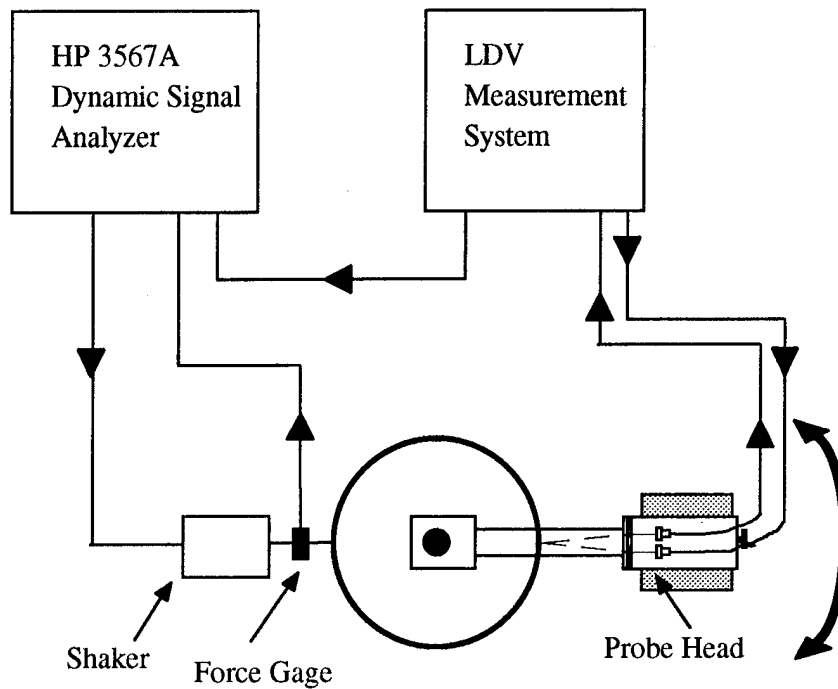 HP 3567A
Dynamic Signal
Analyzer
LDV
Measurement
System
Shaker
Force Gage
Probe Head